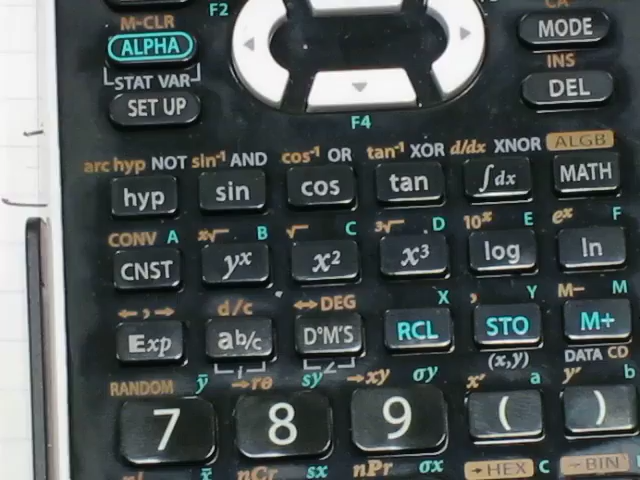 F2 CA
M-CLR MODE
ALPHA
STAT VAR INS
SET UP DEL
F4
arc hyp NOT sin⁻¹ AND cos⁻¹ OR tan⁻¹ XOR d/dx XNOR ALGB
hyp sin cos tan ∫dx MATH
CONV A ˣ√ B √ C ³√ D 10ˣ E eˣ F
CNST yˣ x² x³ log ln
←,→ d/c ↔DEG X , Y M− M
Exp ab/c D°M'S RCL STO M+
i ∠ (x,y) DATA CD
RANDOM ȳ →rθ sy →xy σy x′ a y′ b
7 8 9 ( )
n! x̄ nCr sx nPr σx →HEX C →BIN